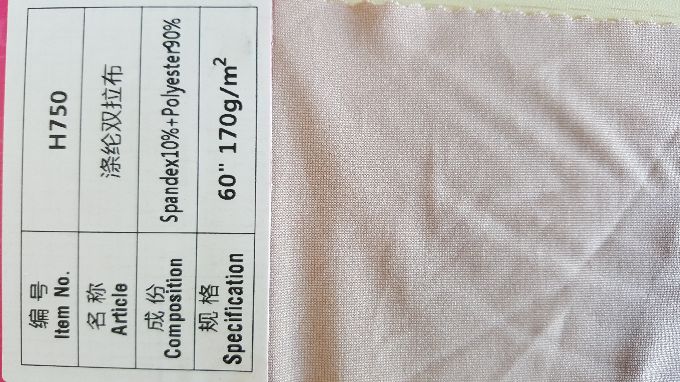 编号
Item No.
H750
名称
Article
涤纶双拉布
成份
Composition
Spandex10%+Polyester90%
规格
Specification
60" 170g/m²